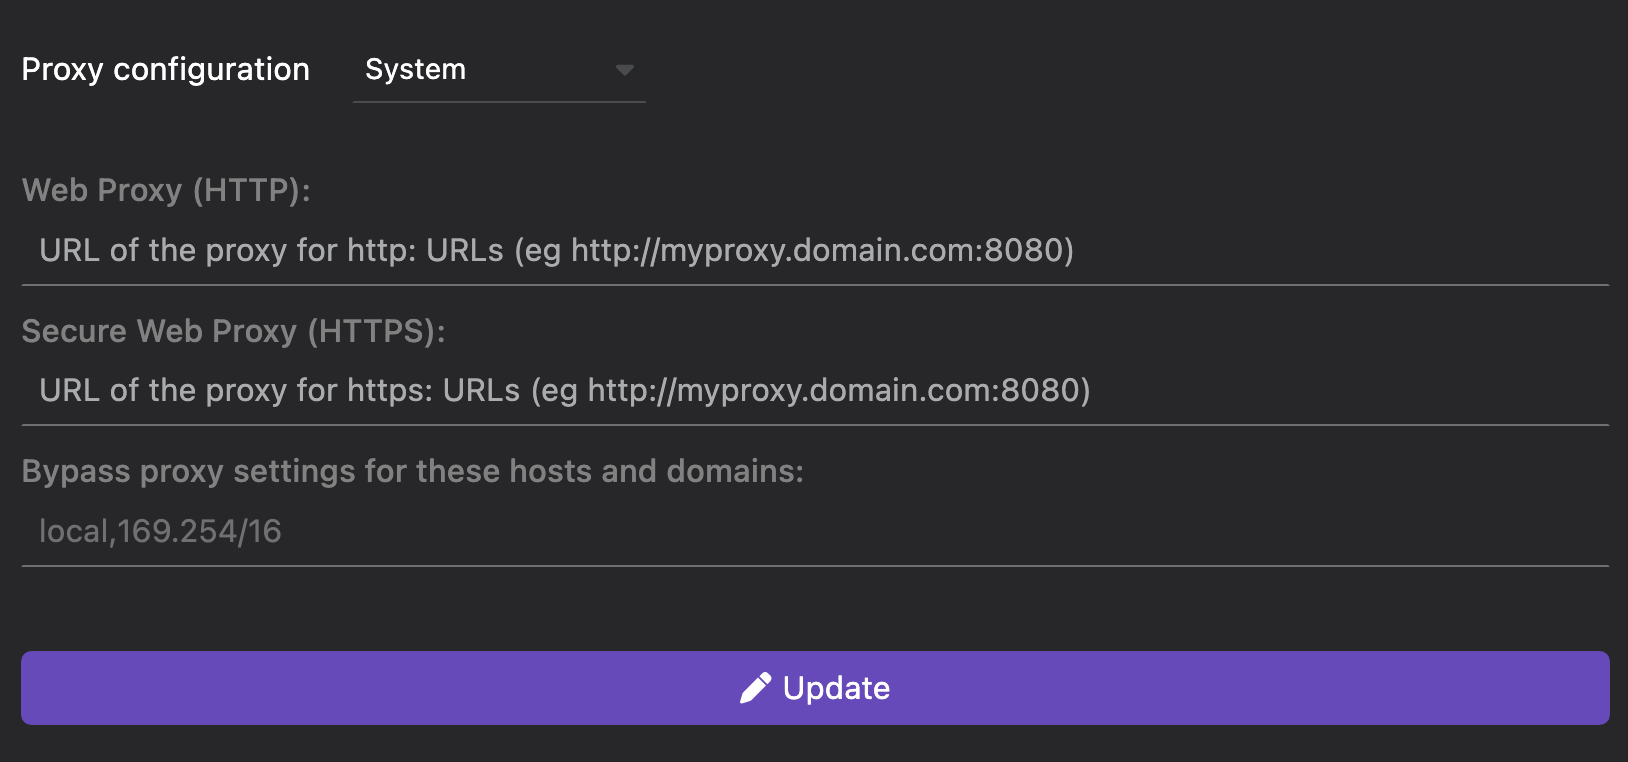 Proxy configuration System
Web Proxy (HTTP):
URL of the proxy for http: URLs (eg http://myproxy.domain.com:8080)
Secure Web Proxy (HTTPS):
URL of the proxy for https: URLs (eg http://myproxy.domain.com:8080)
Bypass proxy settings for these hosts and domains:
local,169.254/16
Update